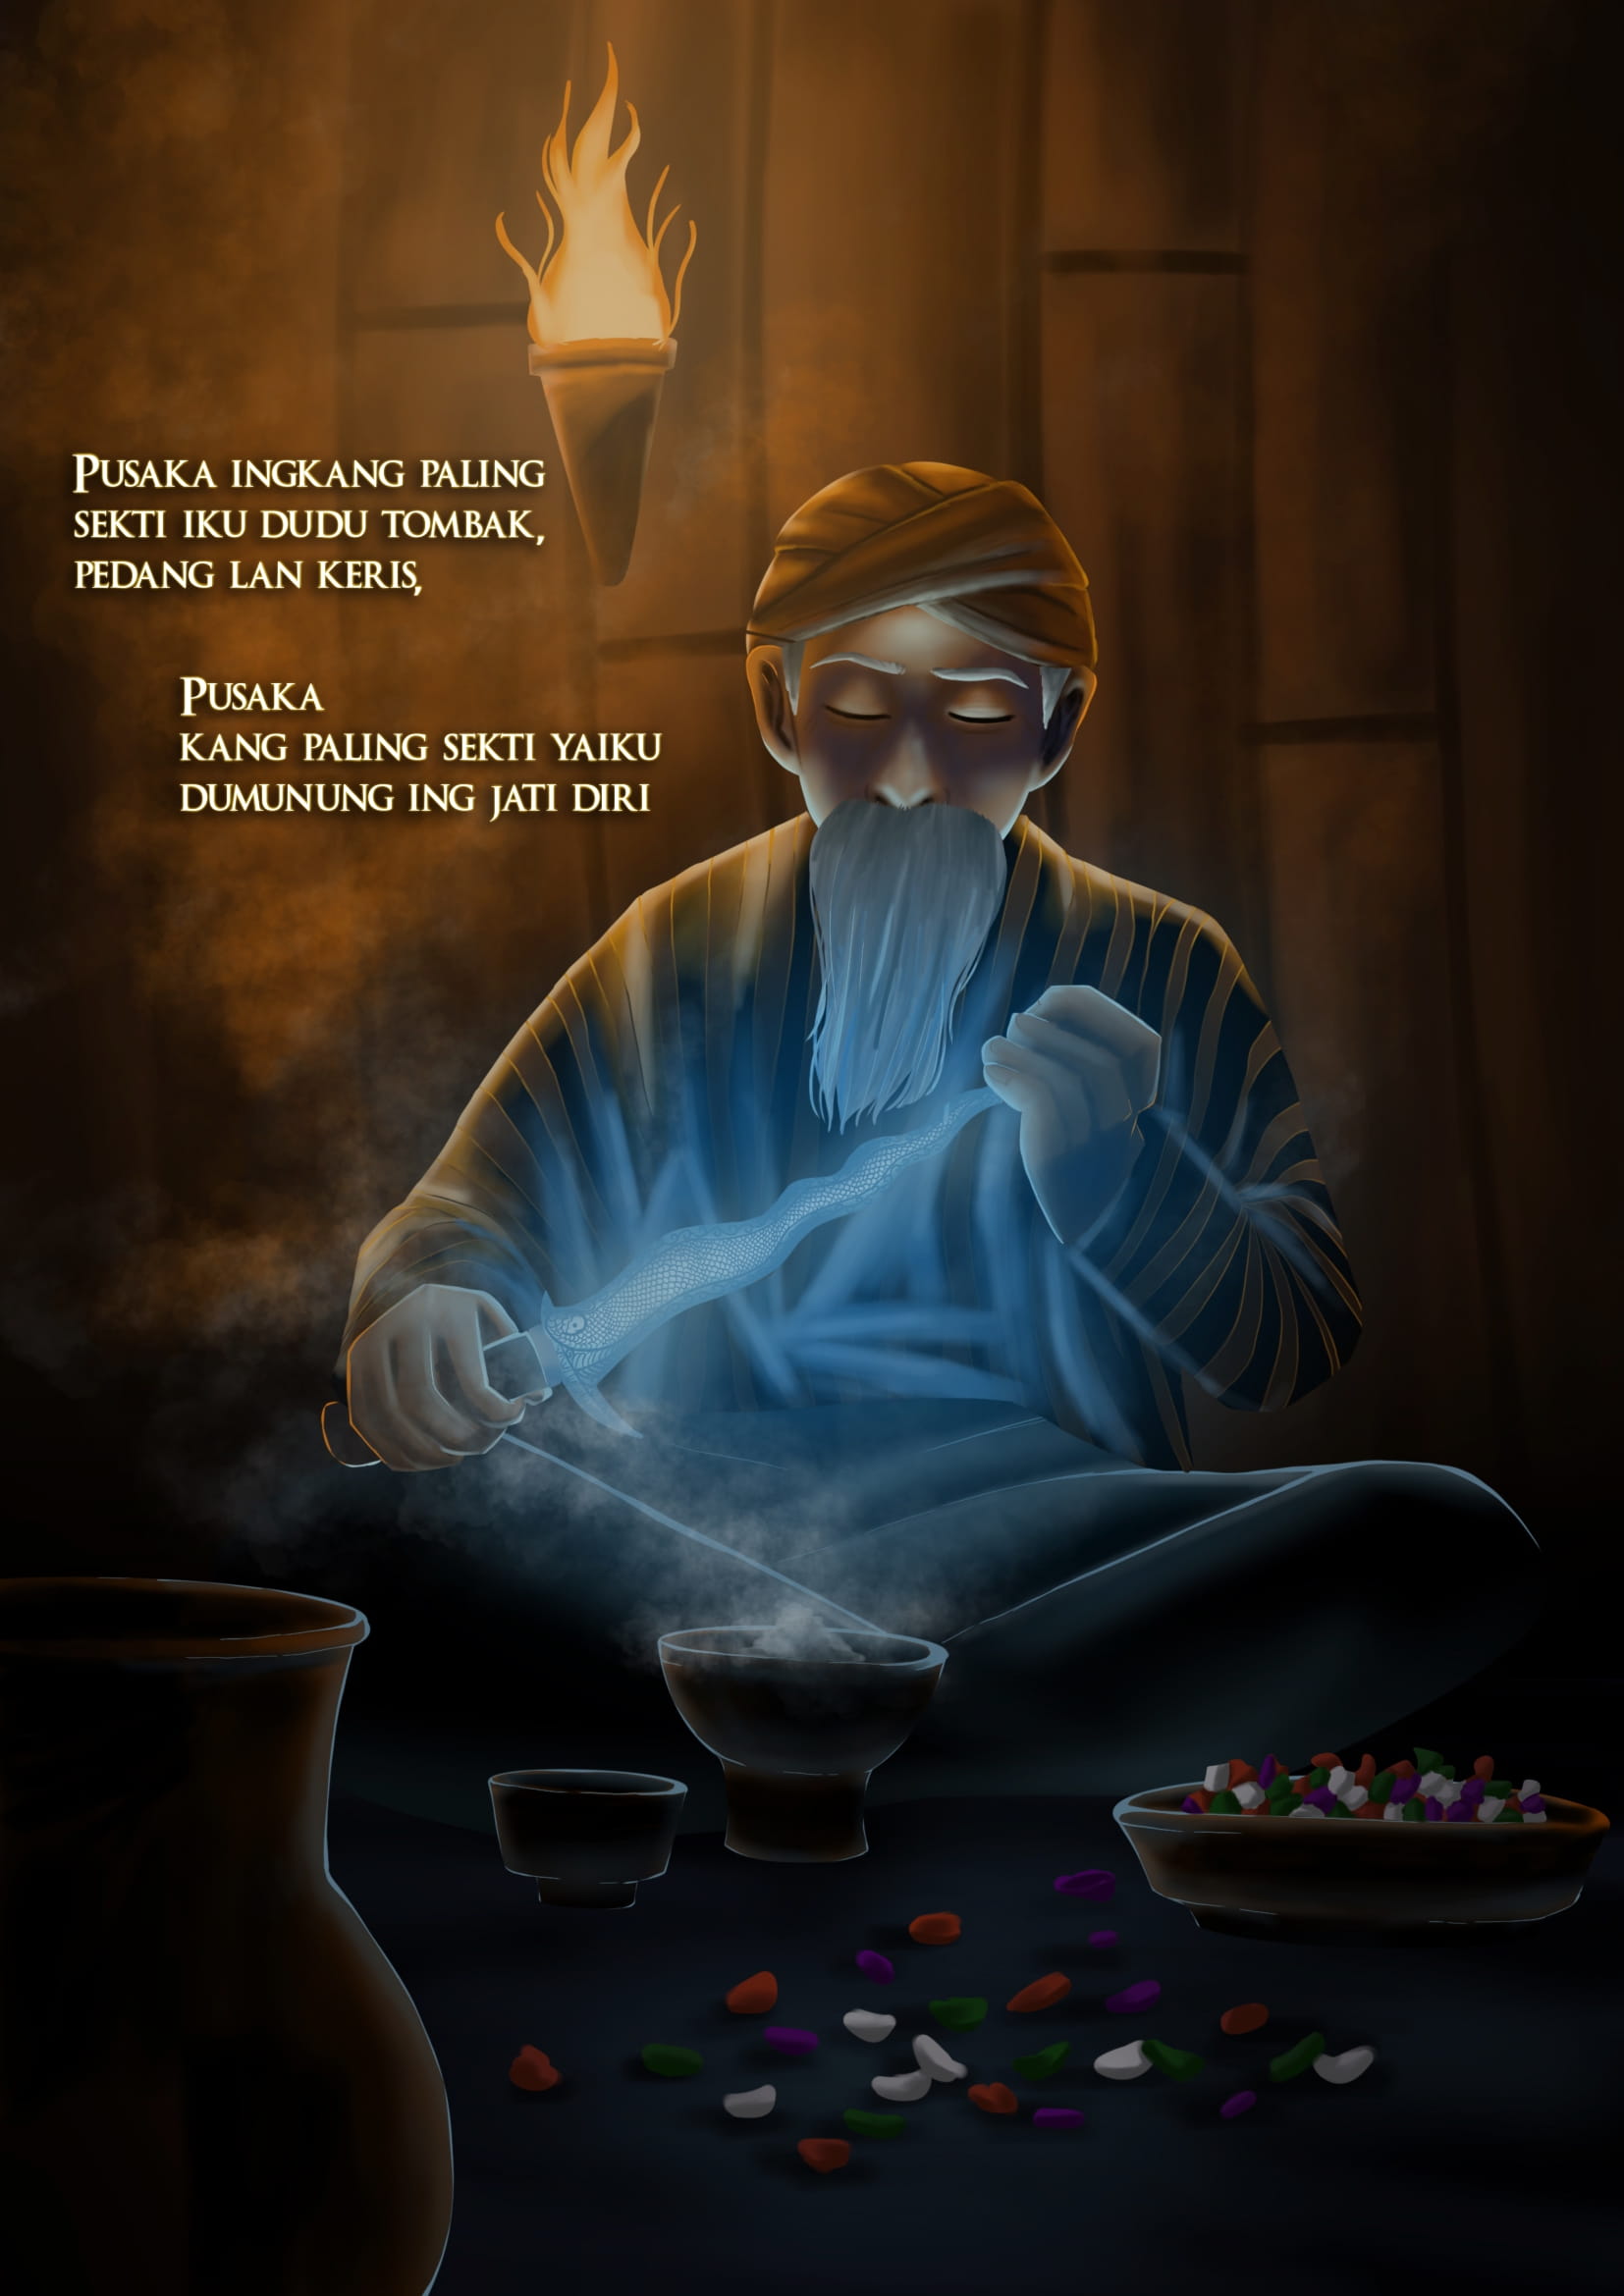 Pusaka ingkang paling
sekti iku dudu tombak,
pedang lan keris,
Pusaka
kang paling sekti yaiku
dumunung ing jati diri